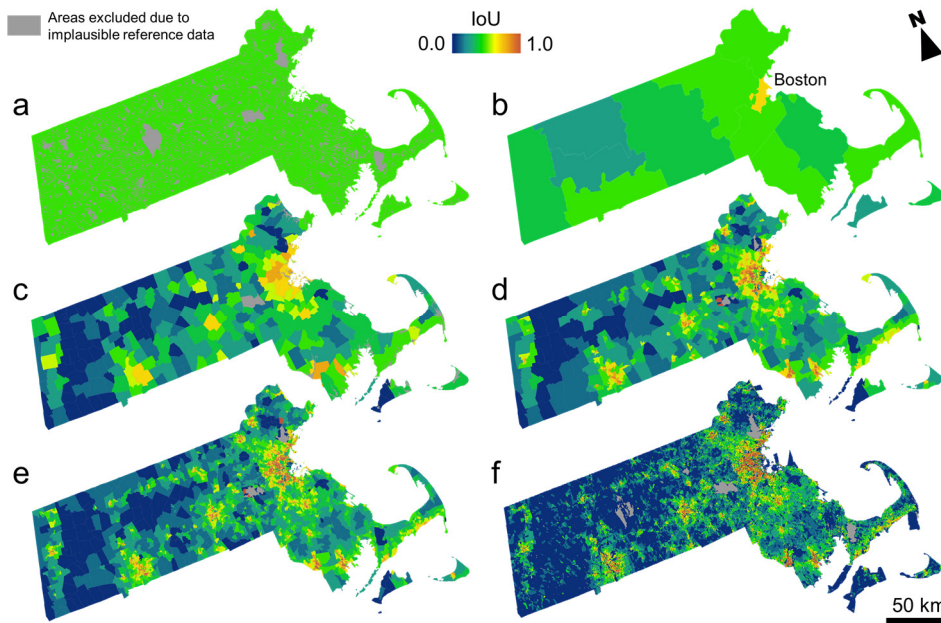 Areas excluded due to
implausible reference data
IoU
0.0 1.0
N
a
b
Boston
c
d
e
f
50 km